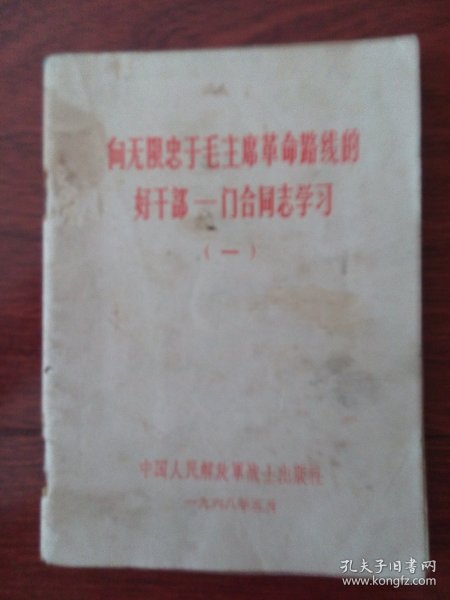 向无限忠于毛主席革命路线的
好干部—门合同志学习
（一）
中国人民解放军战士出版社
一九六八年五月
孔夫子旧书网
www.kongfz.com